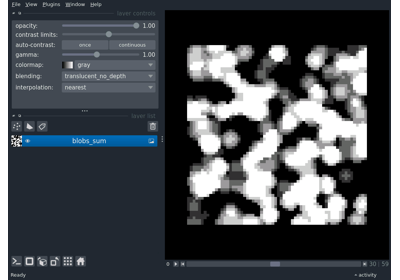 File View Plugins Window Help
layer controls
opacity: 1.00
contrast limits:
auto-contrast: once continuous
gamma: 1.00
colormap: gray
blending: translucent_no_depth
interpolation: nearest
layer list
blobs_sum
30 59
Ready activity